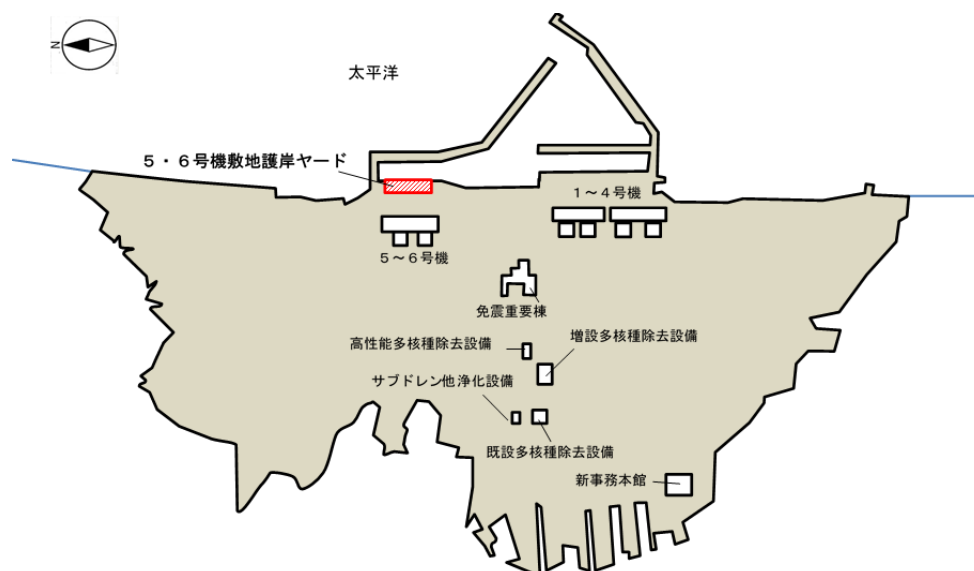 N
太平洋
５・６号機敷地護岸ヤード
１～４号機
５～６号機
免震重要棟
高性能多核種除去設備
増設多核種除去設備
サブドレン他浄化設備
既設多核種除去設備
新事務本館